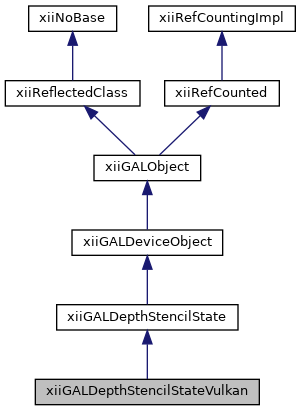 xiiNoBase
xiiRefCountingImpl
xiiReflectedClass
xiiRefCounted
xiiGALObject
xiiGALDeviceObject
xiiGALDepthStencilState
xiiGALDepthStencilStateVulkan